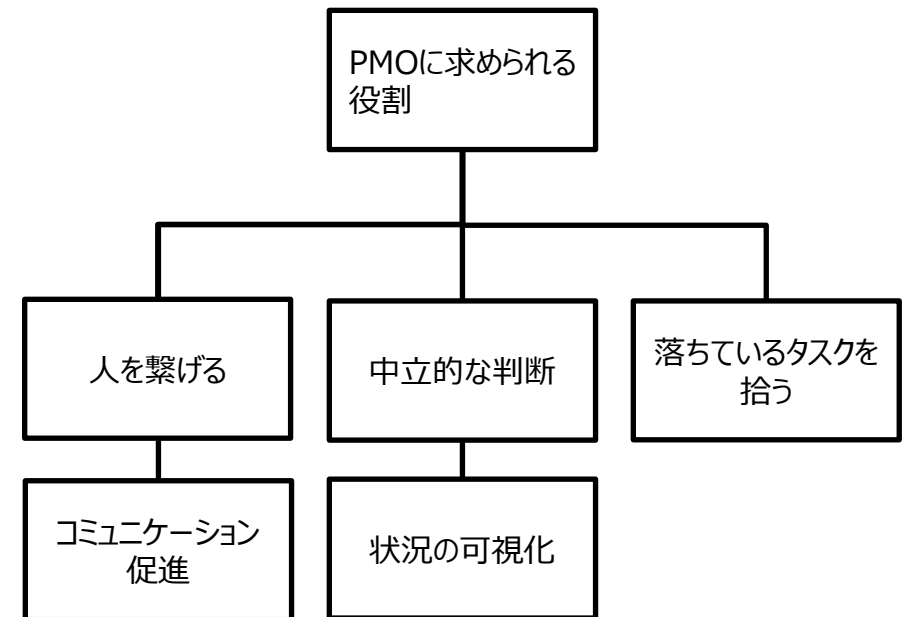 PMOに求められる
役割
人を繋げる
中立的な判断
落ちているタスクを
拾う
コミュニケーション
促進
状況の可視化